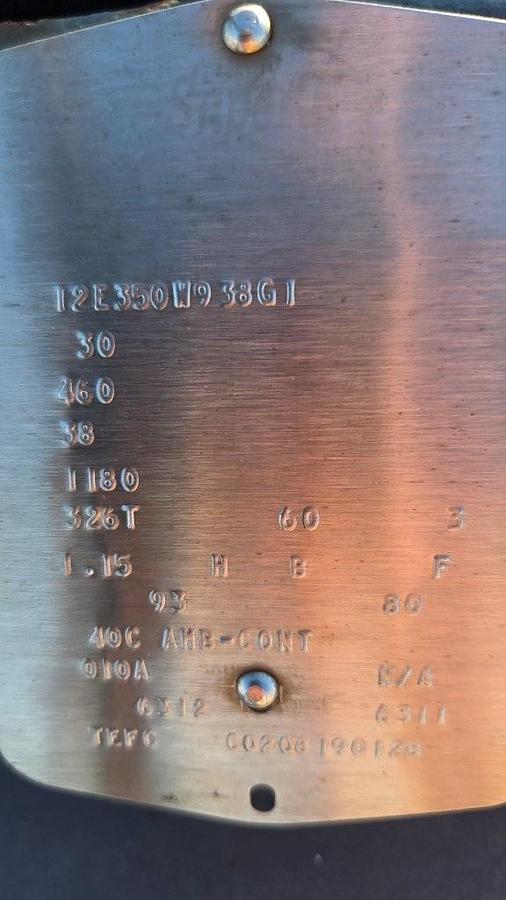 12E350W938G1
30
460
38
1180
326T 60 3
1.15 H B F
93 80
40C AMB-CONT
010A N/A
6312 6311
TEFC C0208190128